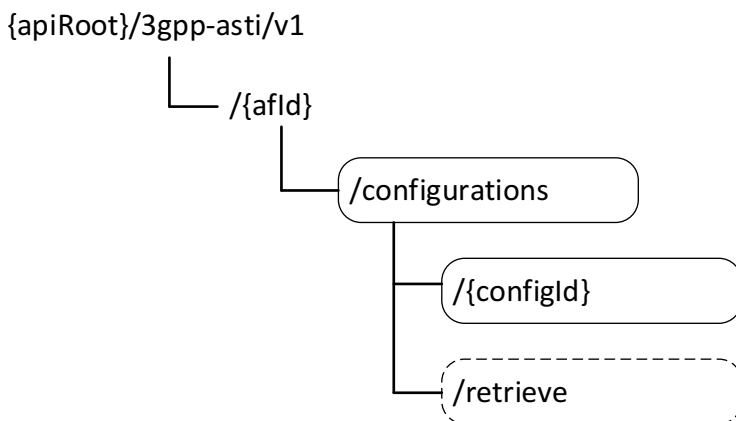 {apiRoot}/3gpp-asti/v1
/{afId}
/configurations
/{configId}
/retrieve